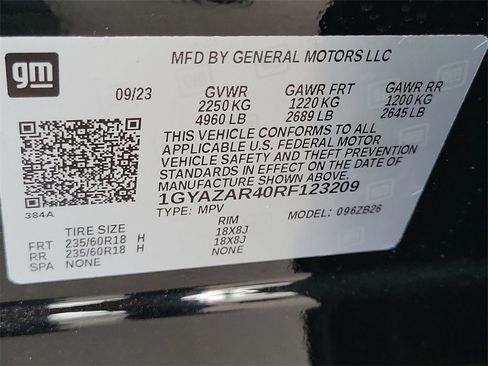 gm
MFD BY GENERAL MOTORS LLC
09/23 GVWR GAWR FRT GAWR RR
2250 KG 1220 KG 1200 KG
4960 LB 2689 LB 2645 LB
THIS VEHICLE CONFORMS TO ALL
APPLICABLE U.S. FEDERAL MOTOR
VEHICLE SAFETY AND THEFT PREVENTION
STANDARDS IN EFFECT ON THE DATE OF
MANUFACTURE SHOWN ABOVE.
1GYAZAR40RF123209
384A
TYPE: MPV MODEL: 096ZB26
TIRE SIZE RIM
FRT 235/60R18 H 18X8J
RR 235/60R18 H 18X8J
SPA NONE NONE